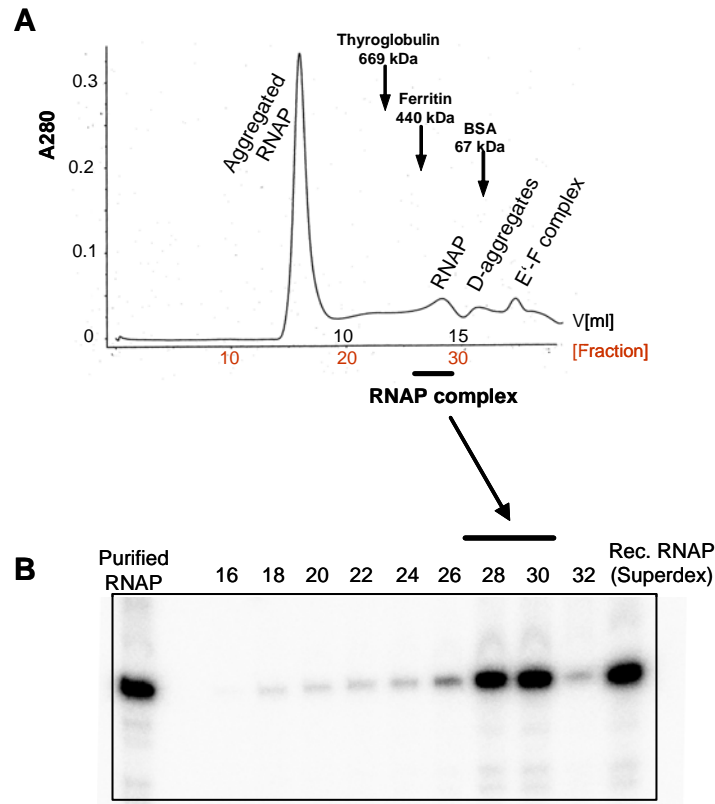 A
Thyroglobulin
669 kDa
Ferritin
440 kDa
BSA
67 kDa
A280
0.3
0.2
0.1
0
Aggregated
RNAP
RNAP
D-aggregates
E'-F complex
10
15
V[ml]
10
20
30
[Fraction]
RNAP complex
B
Purified
RNAP
16
18
20
22
24
26
28
30
32
Rec. RNAP
(Superdex)